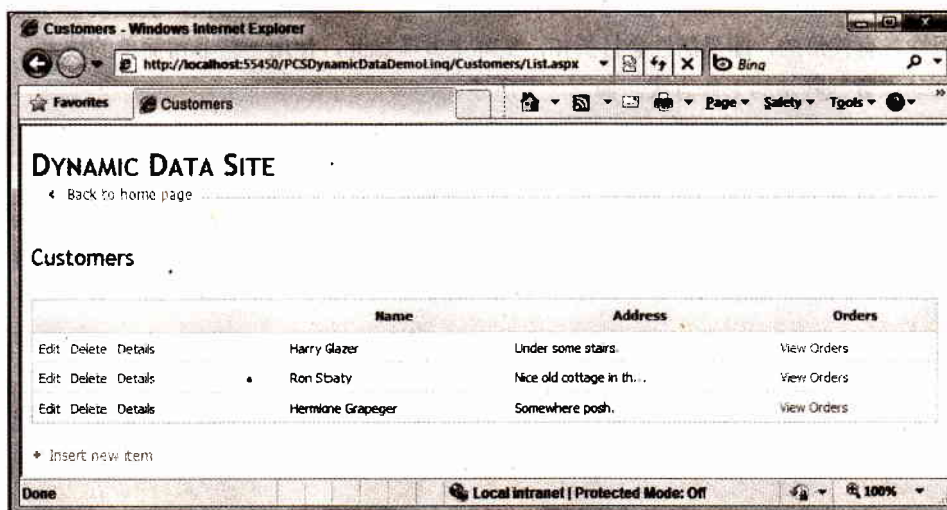 Customers - Windows Internet Explorer
http://localhost:55450/PCSDynamicDataDemoLinq/Customers/List.aspx
Bing
Favorites
Customers
Page
Safety
Tools
»
DYNAMIC DATA SITE
Back to home page
Customers
Name Address Orders
Edit Delete Details Harry Glazer Under some stairs. View Orders
Edit Delete Details Ron Sbaty Nice old cottage in th... View Orders
Edit Delete Details Hermione Grapeger Somewhere posh. View Orders
+ Insert new item
Done
Local intranet | Protected Mode: Off
100%